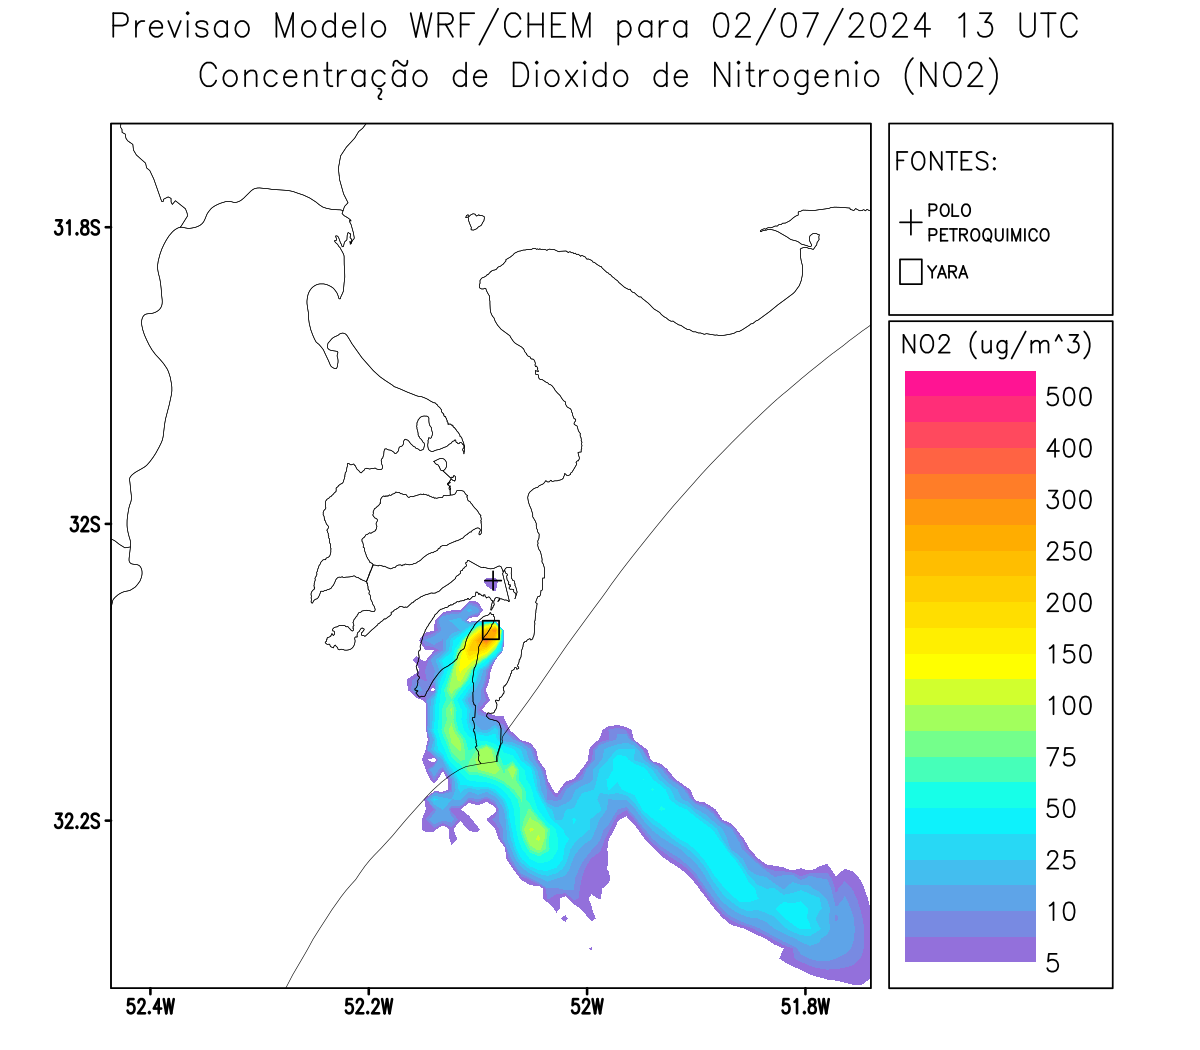 Previsao Modelo WRF/CHEM para 02/07/2024 13 UTC
Concentração de Dioxido de Nitrogenio (NO2)
FONTES:
POLO
PETROQUIMICO
YARA
NO2 (ug/m^3)
500
400
300
250
200
150
100
75
50
25
10
5
31.8S
32S
32.2S
52.4W
52.2W
52W
51.8W